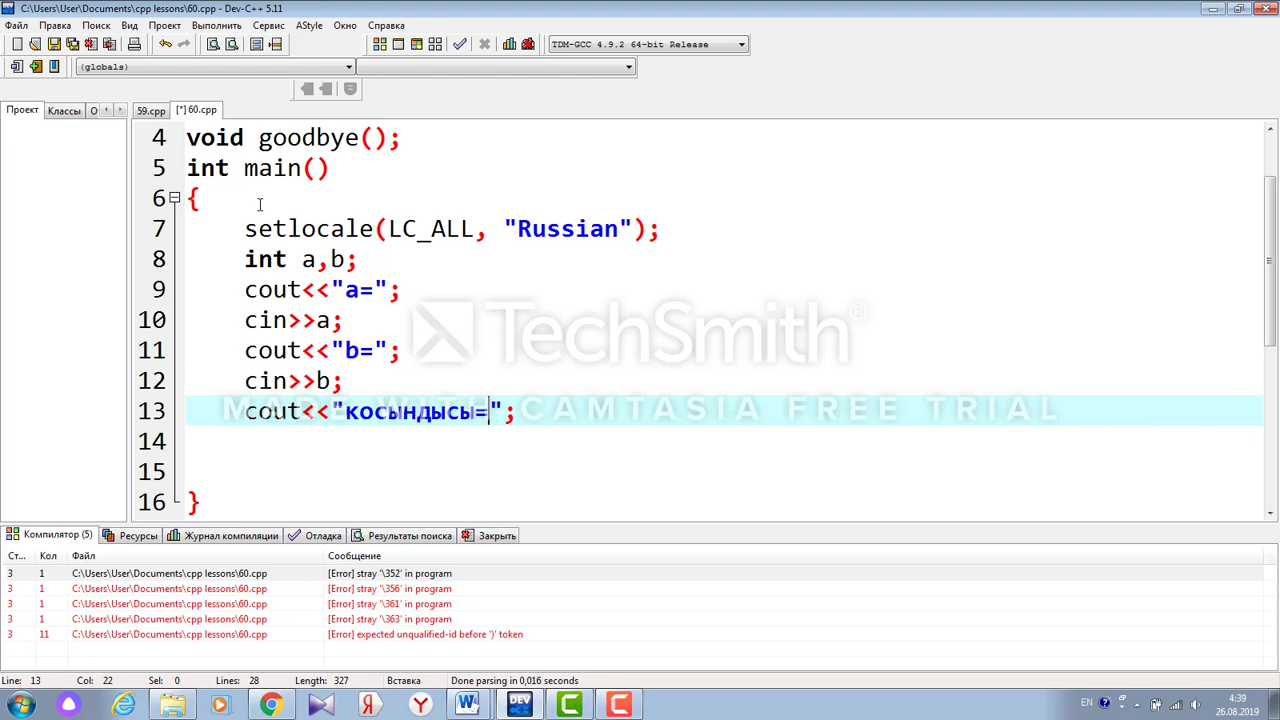 C:\Users\User\Documents\cpp lessons\60.cpp - Dev-C++ 5.11
Файл Правка Поиск Вид Проект Выполнить Сервис AStyle Окно Справка
TDM-GCC 4.9.2 64-bit Release
(globals)
Проект Классы О 59.cpp [*] 60.cpp
4 void goodbye();
5 int main()
6 {
7 setlocale(LC_ALL, "Russian");
8 int a,b;
9 cout<<"a=";
10 cin>>a;
TechSmith®
11 cout<<"b=";
12 cin>>b;
13 cout<<"косындысы=";
MADE WITH CAMTASIA FREE TRIAL
14
15
16 }
Компилятор (5) Ресурсы Журнал компиляции Отладка Результаты поиска Закрыть
Ст... Кол Файл Сообщение
3 1 C:\Users\User\Documents\cpp lessons\60.cpp [Error] stray '\352' in program
3 1 C:\Users\User\Documents\cpp lessons\60.cpp [Error] stray '\356' in program
3 1 C:\Users\User\Documents\cpp lessons\60.cpp [Error] stray '\361' in program
3 1 C:\Users\User\Documents\cpp lessons\60.cpp [Error] stray '\363' in program
3 11 C:\Users\User\Documents\cpp lessons\60.cpp [Error] expected unqualified-id before ')' token
Line: 13 Col: 22 Sel: 0 Lines: 28 Length: 327 Вставка Done parsing in 0,016 seconds
EN 4:39
26.08.2019